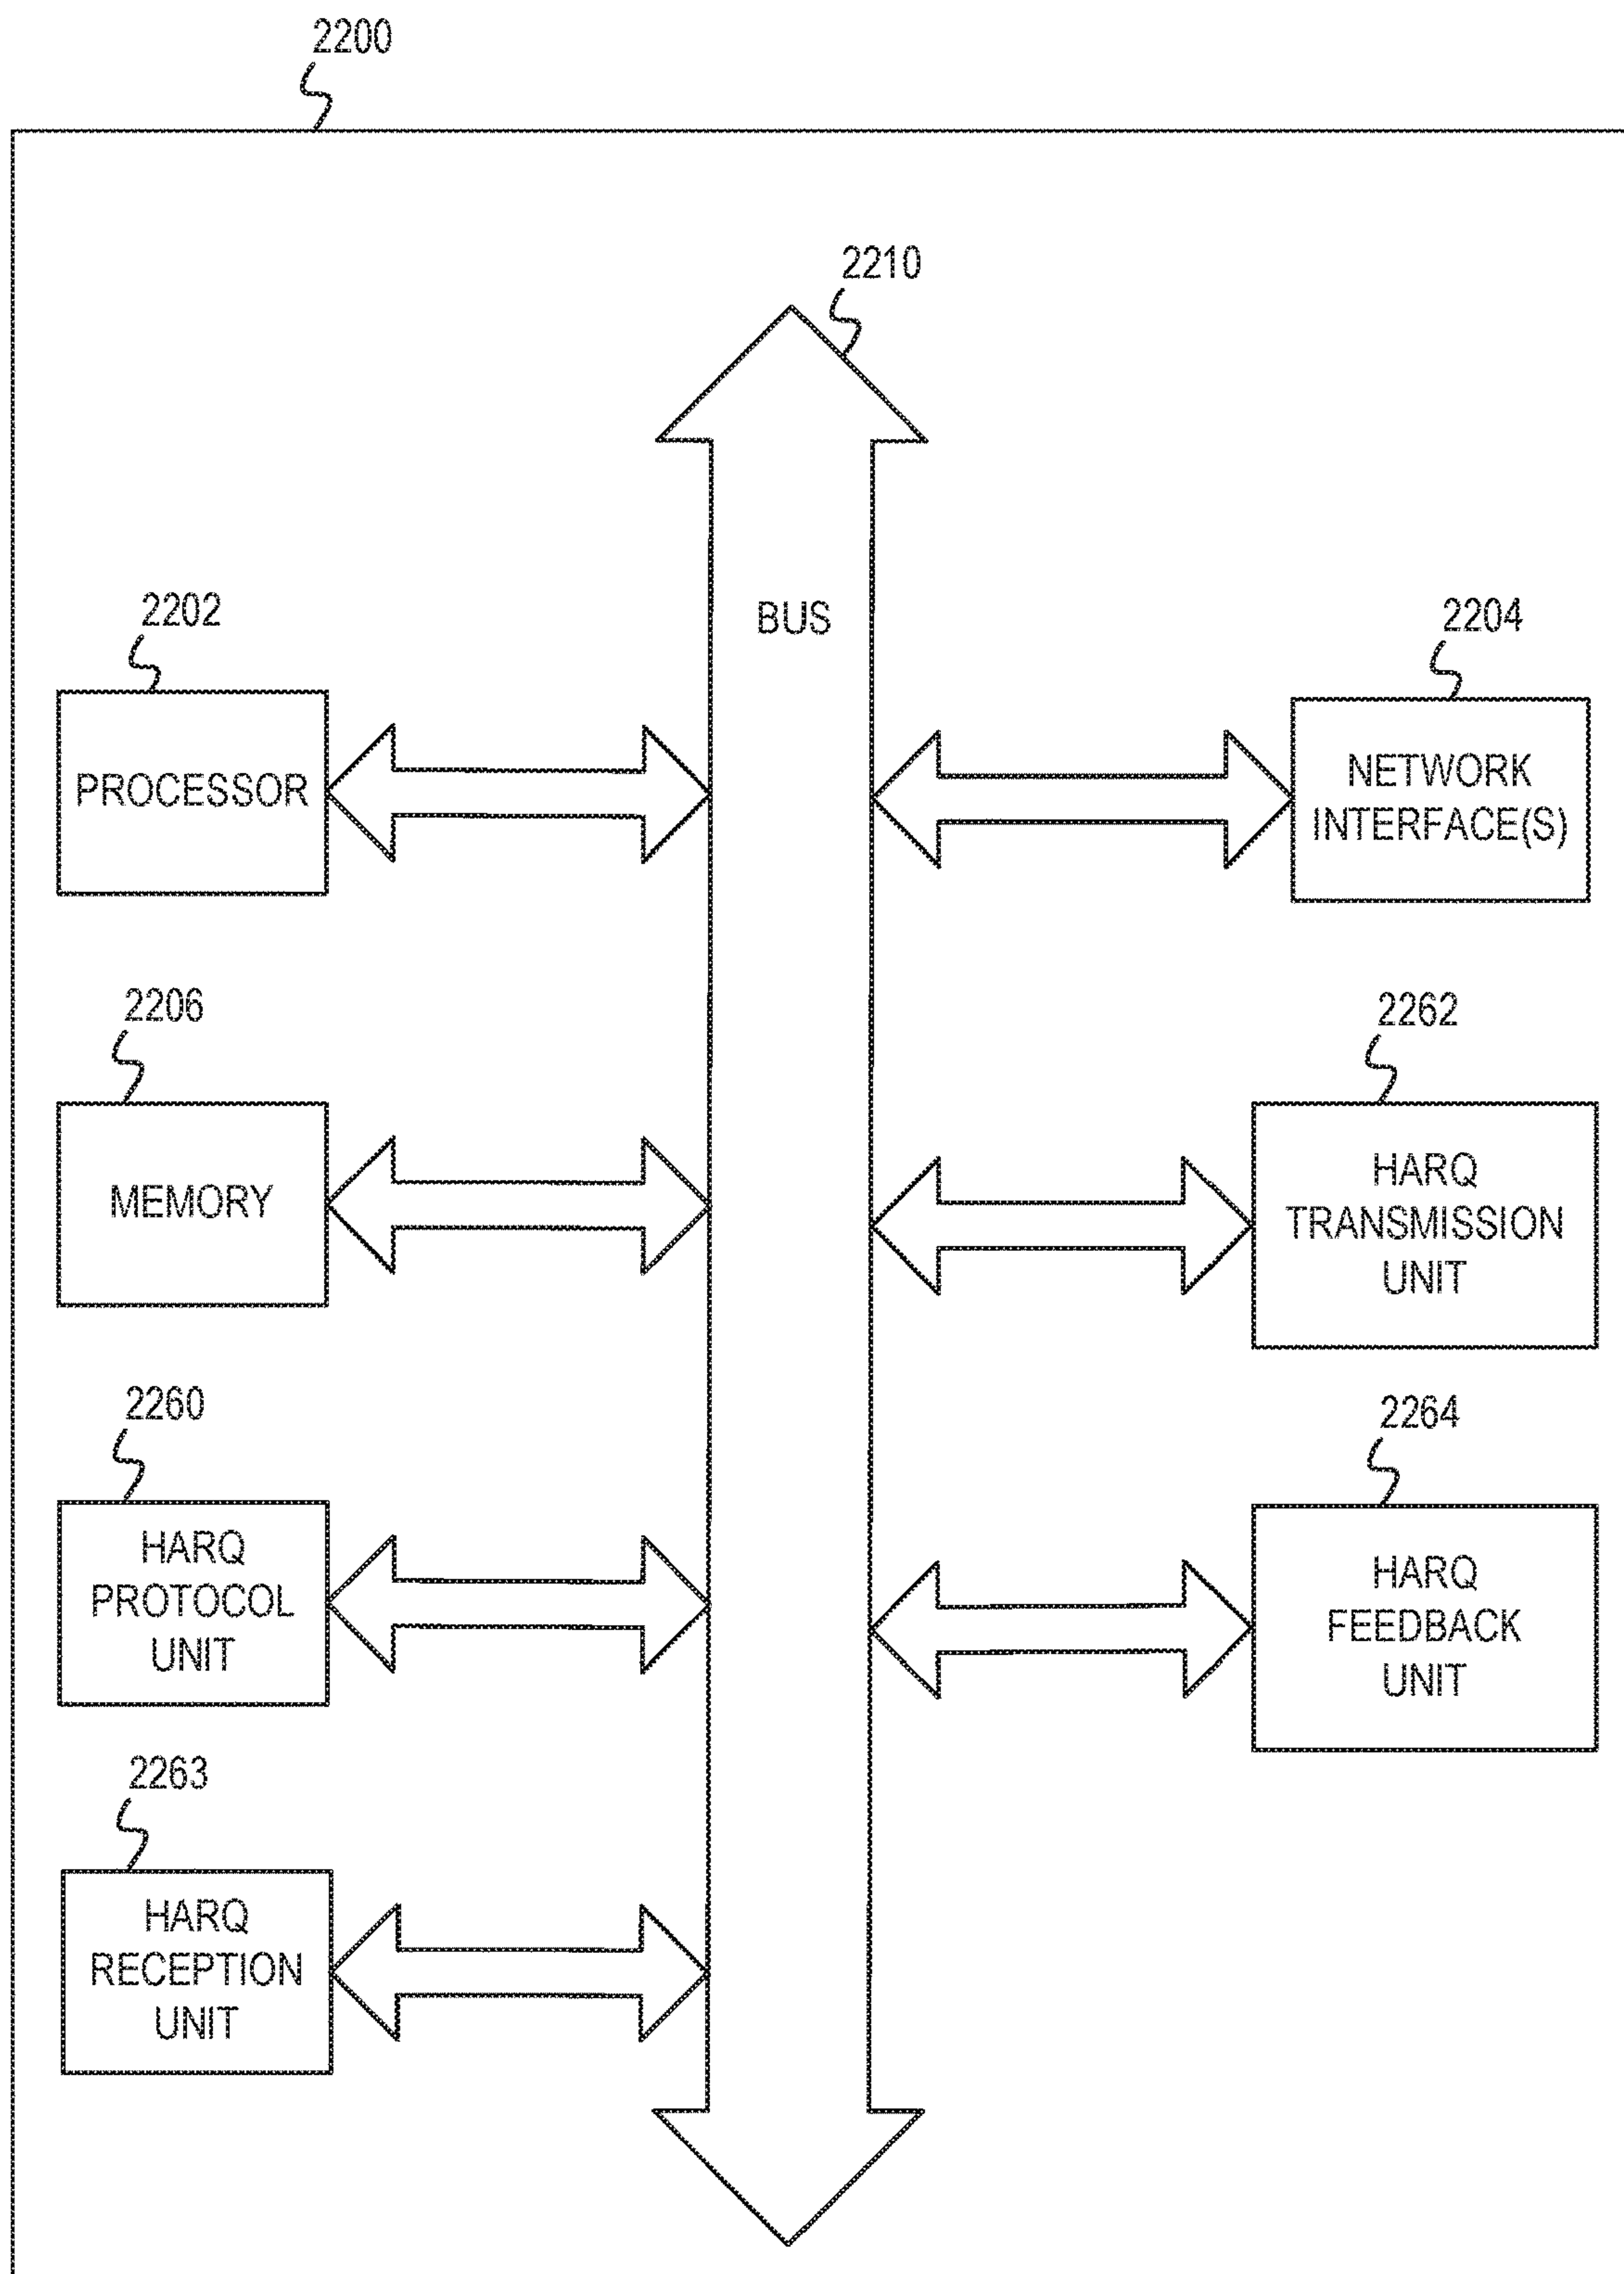 2200
2210
BUS
2202
PROCESSOR
2204
NETWORK
INTERFACE(S)
2206
MEMORY
2262
HARQ
TRANSMISSION
UNIT
2260
HARQ
PROTOCOL
UNIT
2264
HARQ
FEEDBACK
UNIT
2263
HARQ
RECEPTION
UNIT